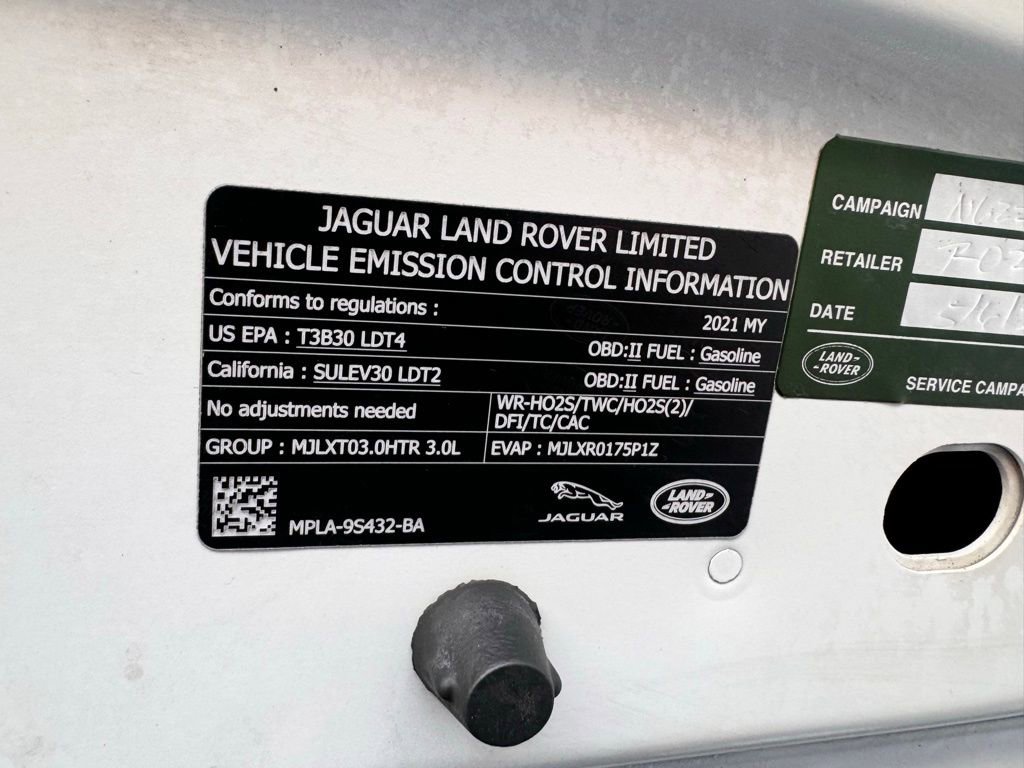 JAGUAR LAND ROVER LIMITED
VEHICLE EMISSION CONTROL INFORMATION
Conforms to regulations :
2021 MY
US EPA : T3B30 LDT4
OBD:II FUEL : Gasoline
California : SULEV30 LDT2
OBD:II FUEL : Gasoline
No adjustments needed
WR-HO2S/TWC/HO2S(2)/
DFI/TC/CAC
GROUP : MJLXT03.0HTR 3.0L
EVAP : MJLXR0175P1Z
MPLA-9S432-BA
JAGUAR
LAND-
-ROVER
CAMPAIGN
RETAILER
DATE
LAND-
-ROVER
SERVICE CAMPA